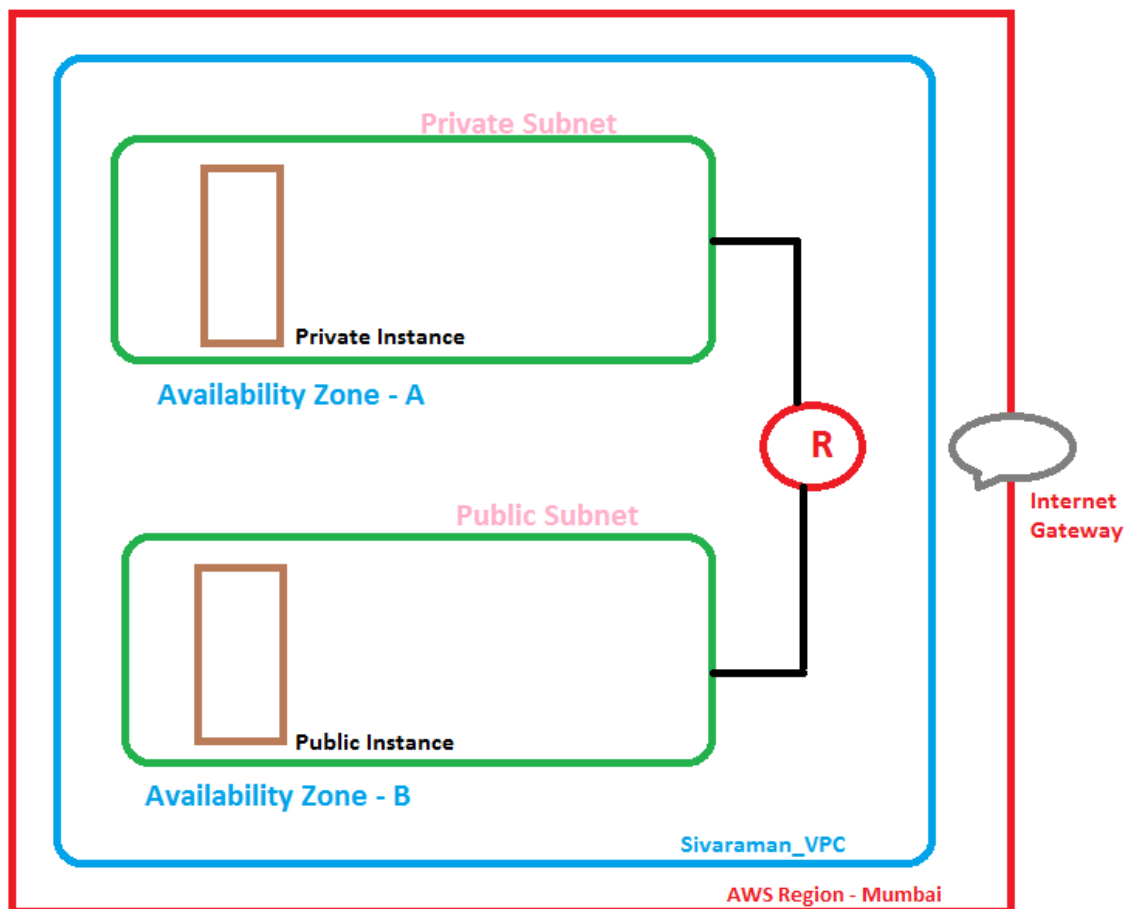 Private Subnet
Private Instance
Availability Zone - A
R
Internet
Gateway
Public Subnet
Public Instance
Availability Zone - B
Sivaraman_VPC
AWS Region - Mumbai